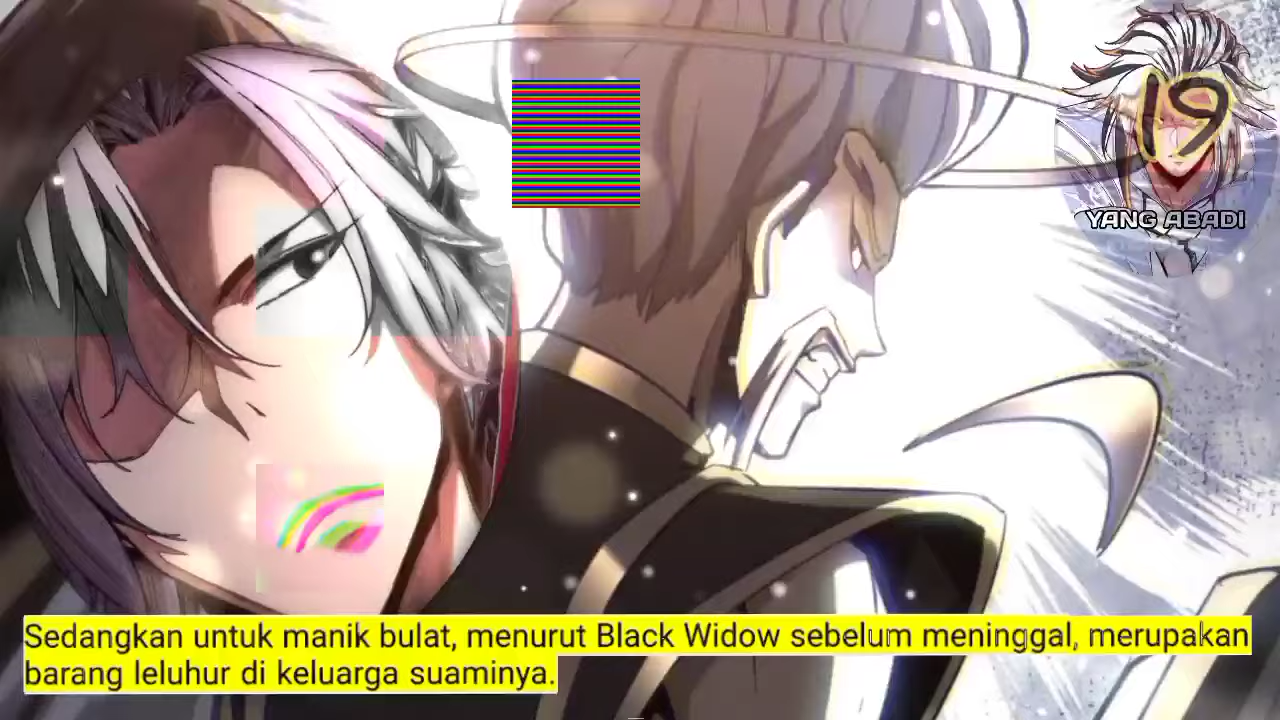 19
YANG ABADI
Sedangkan untuk manik bulat, menurut Black Widow sebelum meninggal, merupakan
barang leluhur di keluarga suaminya.